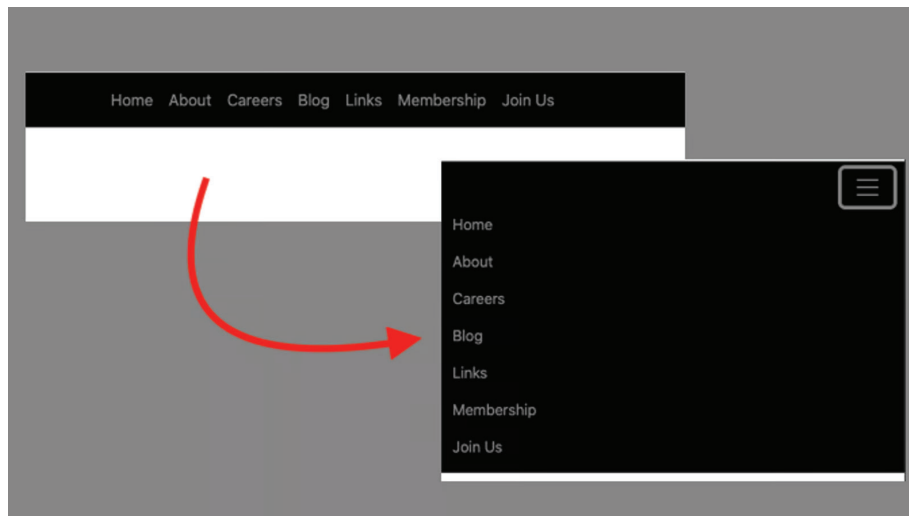 Home About Careers Blog Links Membership Join Us
Home
About
Careers
Blog
Links
Membership
Join Us